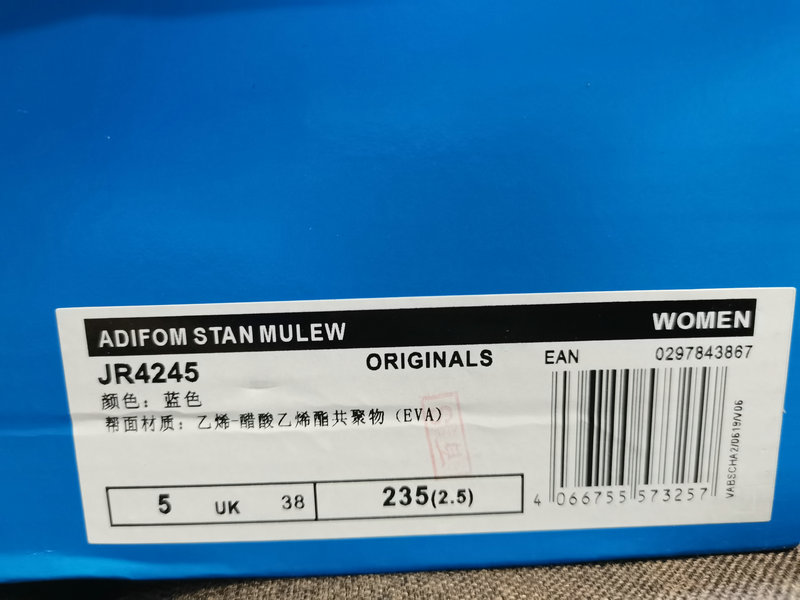 ADIFOM STAN MULEW
WOMEN
JR4245
ORIGINALS
EAN
0297843867
颜色：蓝色
帮面材质：乙烯-醋酸乙烯酯共聚物（EVA）
5 UK 38
235(2.5)
4 066755 573257
VABSCHA2/0619/V06